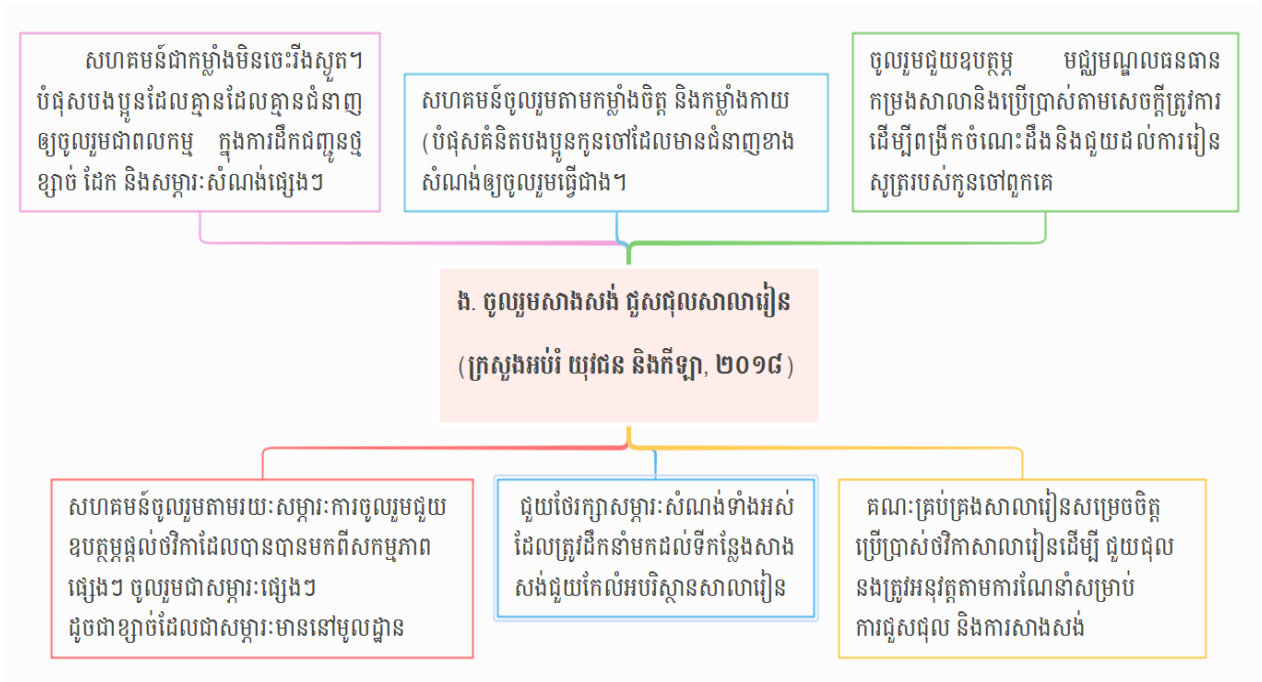 សហគមន៍ជាកម្លាំងមិនចេះរីងស្ងួត។
បំផុសបងប្អូនដែលគ្មានដែលគ្មានជំនាញ
ឲ្យចូលរួមជាពលកម្ម ក្នុងការដឹកជញ្ជូនថ្ម
ខ្សាច់ ដែក និងសម្ភារៈសំណង់ផ្សេងៗ
សហគមន៍ចូលរួមតាមកម្លាំងចិត្ត និងកម្លាំងកាយ
(បំផុសគំនិតបងប្អូនកូនចៅដែលមានជំនាញខាង
សំណង់ឲ្យចូលរួមធ្វើជាង។
ចូលរួមជួយឧបត្ថម្ភ មជ្ឈមណ្ឌលធនធាន
កម្រងសាលានិងប្រើប្រាស់តាមសេចក្តីត្រូវការ
ដើម្បីពង្រីកចំណេះដឹងនិងជួយដល់ការរៀន
សូត្ររបស់កូនចៅពួកគេ
ង. ចូលរួមសាងសង់ ជួសជុលសាលារៀន
(ក្រសួងអប់រំ យុវជន និងកីឡា, ២០១៨)
សហគមន៍ចូលរួមតាមរយៈសម្ភារៈការចូលរួមជួយ
ឧបត្ថម្ភផ្តល់ថវិកាដែលបានបានមកពីសកម្មភាព
ផ្សេងៗ ចូលរួមជាសម្ភារៈផ្សេងៗ
ដូចជាខ្សាច់ដែលជាសម្ភារៈមាននៅមូលដ្ឋាន
ជួយថែរក្សាសម្ភារៈសំណង់ទាំងអស់
ដែលត្រូវដឹកនាំមកដល់ទីកន្លែងសាង
សង់ជួយកែលំអបរិស្ថានសាលារៀន
គណៈគ្រប់គ្រងសាលារៀនសម្រេចចិត្ត
ប្រើប្រាស់ថវិកាសាលារៀនដើម្បី ជួយជុល
នងត្រូវអនុវត្តតាមការណែនាំសម្រាប់
ការជួសជុល និងការសាងសង់